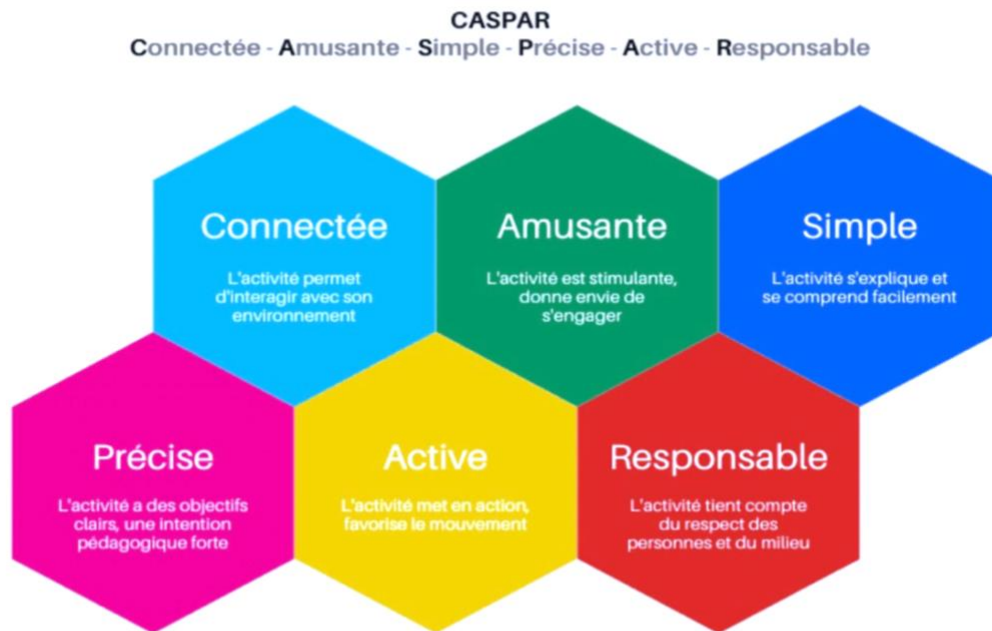 CASPAR
Connectée - Amusante - Simple - Précise - Active - Responsable
Connectée
L'activité permet
d'interagir avec son
environnement
Amusante
L'activité est stimulante,
donne envie de
s'engager
Simple
L'activité s'explique et
se comprend facilement
Précise
L'activité a des objectifs
clairs, une intention
pédagogique forte
Active
L'activité met en action,
favorise le mouvement
Responsable
L'activité tient compte
du respect des
personnes et du milieu